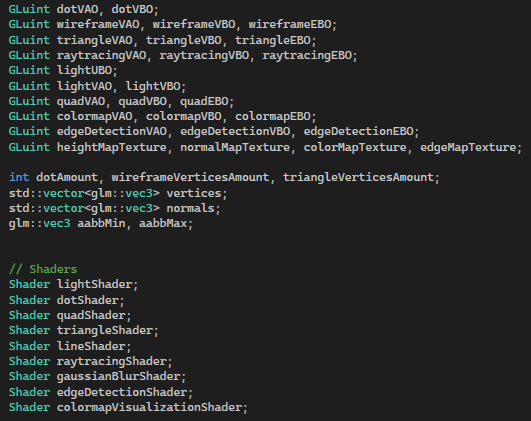 GLuint dotVAO, dotVBO;
GLuint wireframeVAO, wireframeVBO, wireframeEBO;
GLuint triangleVAO, triangleVBO, triangleEBO;
GLuint raytracingVAO, raytracingVBO, raytracingEBO;
GLuint lightUBO;
GLuint lightVAO, lightVBO;
GLuint quadVAO, quadVBO, quadEBO;
GLuint colormapVAO, colormapVBO, colormapEBO;
GLuint edgeDetectionVAO, edgeDetectionVBO, edgeDetectionEBO;
GLuint heightMapTexture, normalMapTexture, colorMapTexture, edgeMapTexture;
int dotAmount, wireframeVerticesAmount, triangleVerticesAmount;
std::vector<glm::vec3> vertices;
std::vector<glm::vec3> normals;
glm::vec3 aabbMin, aabbMax;
// Shaders
Shader lightShader;
Shader dotShader;
Shader quadShader;
Shader triangleShader;
Shader lineShader;
Shader raytracingShader;
Shader gaussianBlurShader;
Shader edgeDetectionShader;
Shader colormapVisualizationShader;